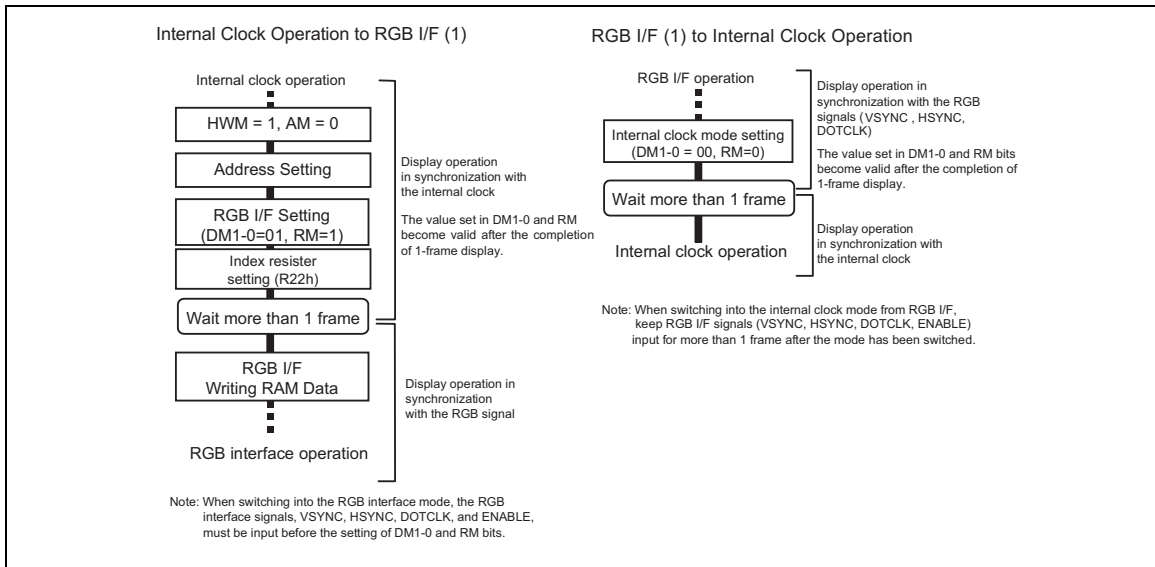 Internal Clock Operation to RGB I/F (1)
Internal clock operation
HWM = 1, AM = 0
Address Setting
RGB I/F Setting
(DM1-0=01, RM=1)
Index register
setting (R22h)
Wait more than 1 frame
RGB I/F
Writing RAM Data
RGB interface operation
Display operation
in synchronization with
the internal clock
The value set in DM1-0 and RM
become valid after the completion
of 1-frame display.
Display operation in
synchronization
with the RGB signal
Note: When switching into the RGB interface mode, the RGB
interface signals, VSYNC, HSYNC, DOTCLK, and ENABLE,
must be input before the setting of DM1-0 and RM bits.
RGB I/F (1) to Internal Clock Operation
RGB I/F operation
Internal clock mode setting
(DM1-0 = 00, RM=0)
Wait more than 1 frame
Internal clock operation
Display operation in
synchronization with the RGB
signals (VSYNC , HSYNC,
DOTCLK)
The value set in DM1-0 and RM bits
become valid after the completion of
1-frame display.
Display operation
in synchronization with
the internal clock
Note: When switching into the internal clock mode from RGB I/F,
keep RGB I/F signals (VSYNC, HSYNC, DOTCLK, ENABLE)
input for more than 1 frame after the mode has been switched.